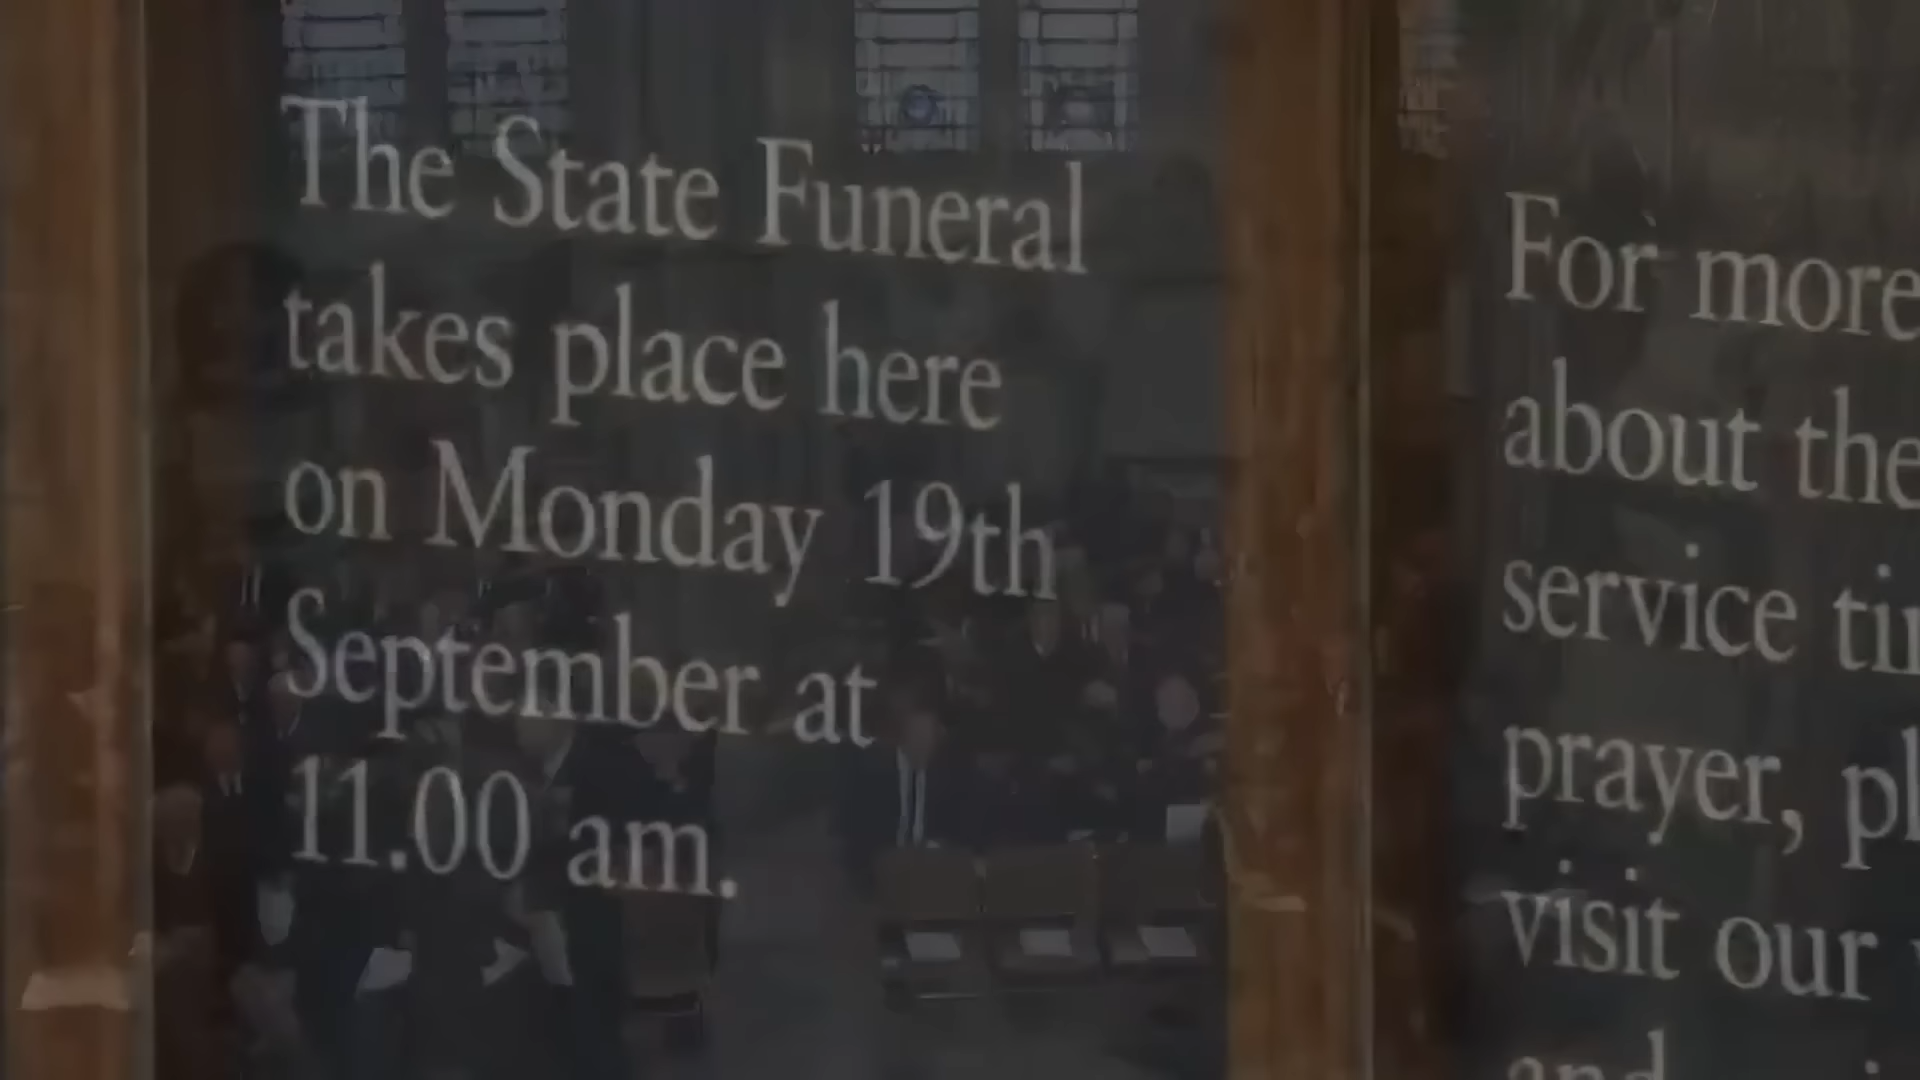 The State Funeral
takes place here
on Monday 19th
September at
11.00 am.
For more
about the
service
prayer,
visit our
and